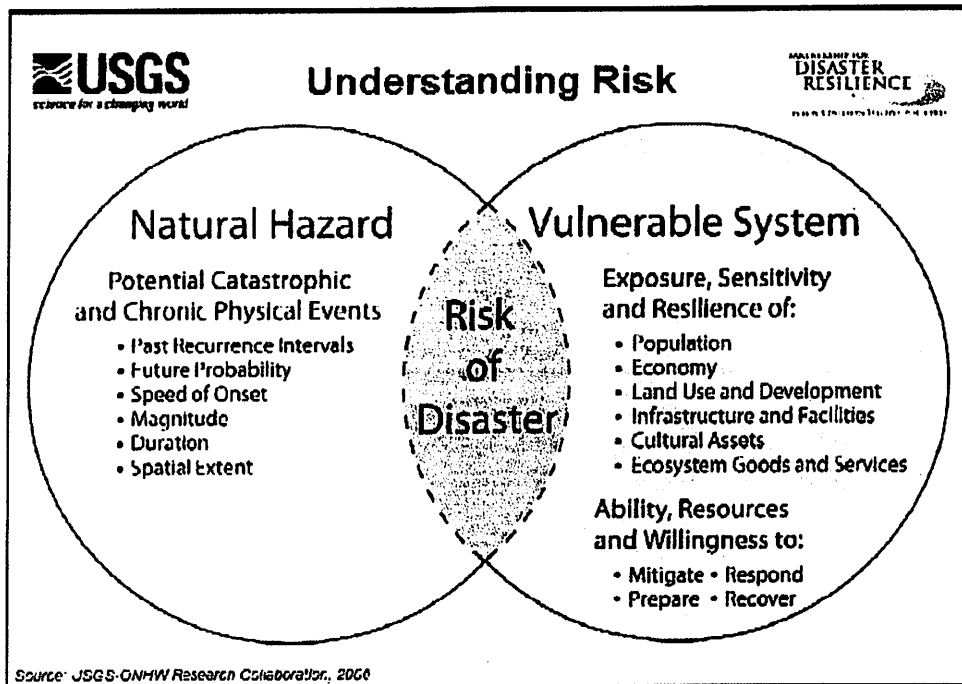 USGS
science for a changing world
Understanding Risk
PARTNERSHIP FOR
DISASTER
RESILIENCE
Natural Hazard
Potential Catastrophic
and Chronic Physical Events
• Past Recurrence Intervals
• Future Probability
• Speed of Onset
• Magnitude
• Duration
• Spatial Extent
Risk
of
Disaster
Vulnerable System
Exposure, Sensitivity
and Resilience of:
• Population
• Economy
• Land Use and Development
• Infrastructure and Facilities
• Cultural Assets
• Ecosystem Goods and Services
Ability, Resources
and Willingness to:
• Mitigate • Respond
• Prepare • Recover
Source: USGS-ONHW Research Collaboration, 2006